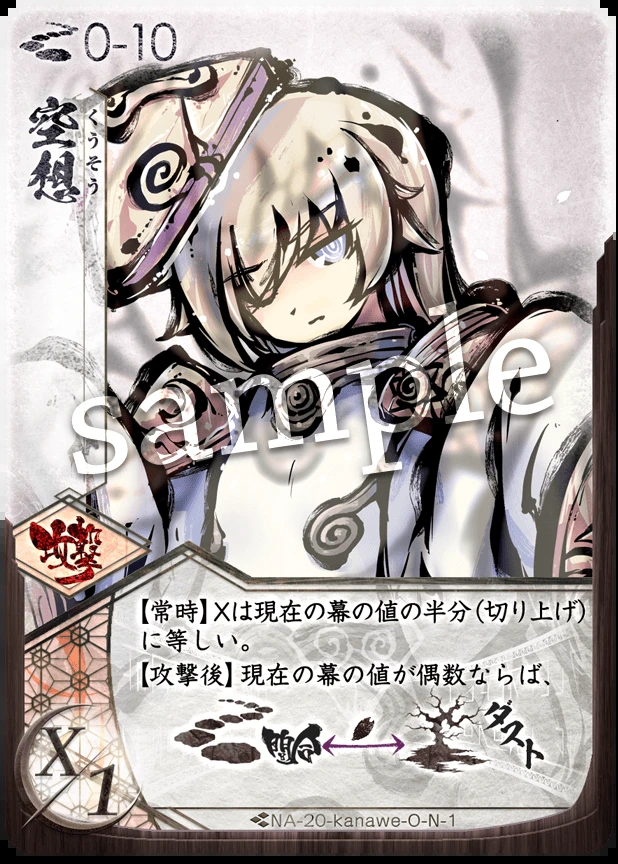 0-10
空想
くうそう
sample
攻撃
【常時】Xは現在の幕の値の半分(切り上げ)
に等しい。
【攻撃後】現在の幕の値が偶数ならば、
間合
ダスト
X/1
NA-20-kanawe-O-N-1